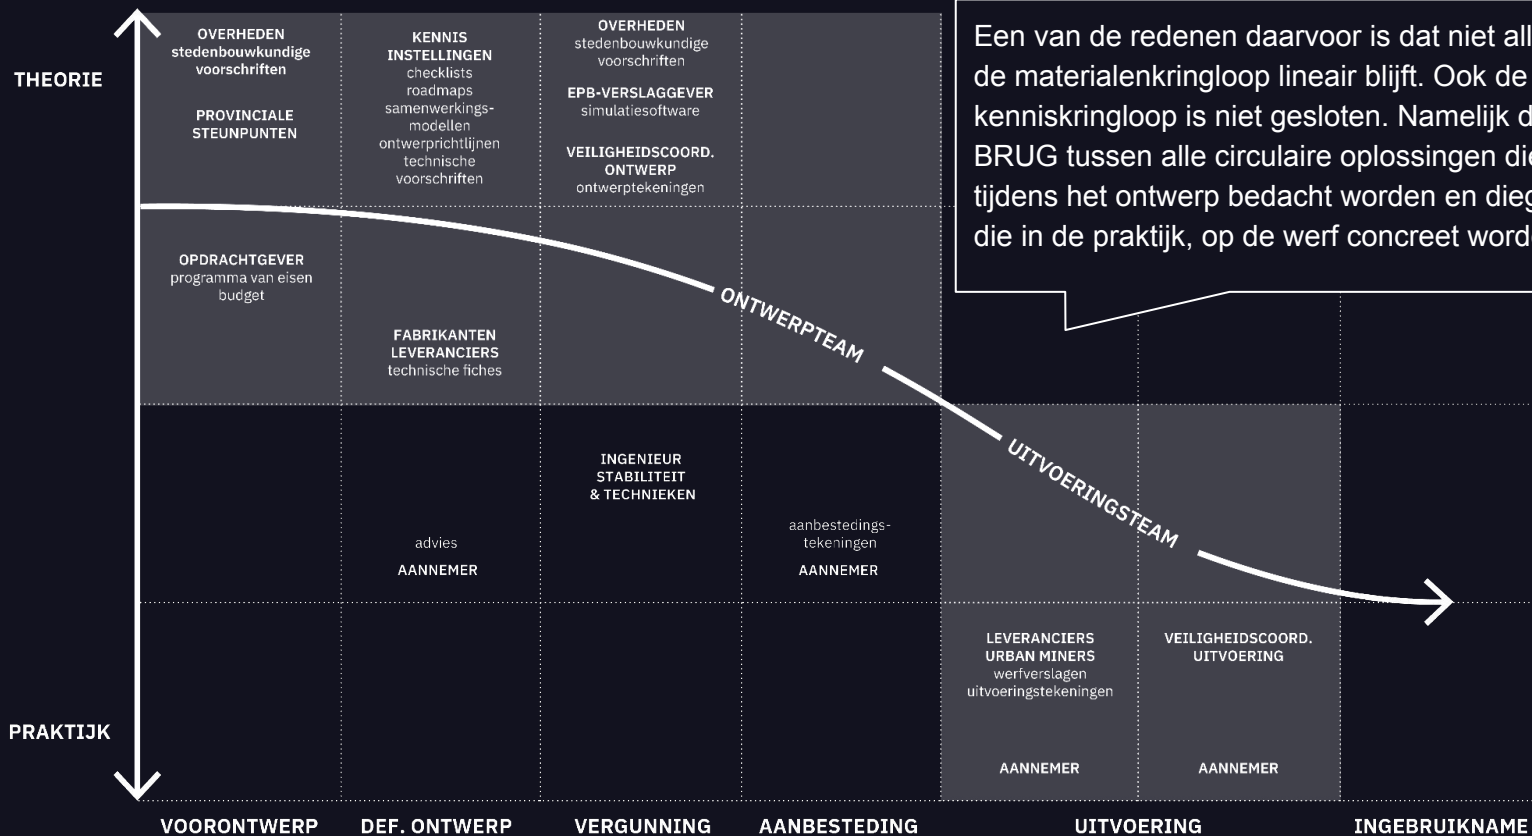 THEORIE
OVERHEDEN
stedenbouwkundige
voorschriften
PROVINCIALE
STEUNPUNTEN
OPDRACHTGEVER
programma van eisen
budget
KENNIS
INSTELLINGEN
checklists
roadmaps
samenwerkings-
modellen
ontwerprichtlijnen
technische
voorschriften
FABRIKANTEN
LEVERANCIERS
technische fiches
advies
AANNEMER
OVERHEDEN
stedenbouwkundige
voorschriften
EPB-VERSLAGGEVER
simulatiesoftware
VEILIGHEIDSCOORD.
ONTWERP
ontwerptekeningen
INGENIEUR
STABILITEIT
& TECHNIEKEN
aanbestedings-
tekeningen
AANNEMER
ONTWERPTEAM
UITVOERINGSTEAM
Een van de redenen daarvoor is dat niet all
de materialenkringloop lineair blijft. Ook de
kenniskringloop is niet gesloten. Namelijk d
BRUG tussen alle circulaire oplossingen die
tijdens het ontwerp bedacht worden en dieg
die in de praktijk, op de werf concreet word
LEVERANCIERS
URBAN MINERS
werfverslagen
uitvoeringstekeningen
AANNEMER
VEILIGHEIDSCOORD.
UITVOERING
AANNEMER
PRAKTIJK
VOORONTWERP DEF. ONTWERP VERGUNNING AANBESTEDING UITVOERING INGEBRUIKNAME